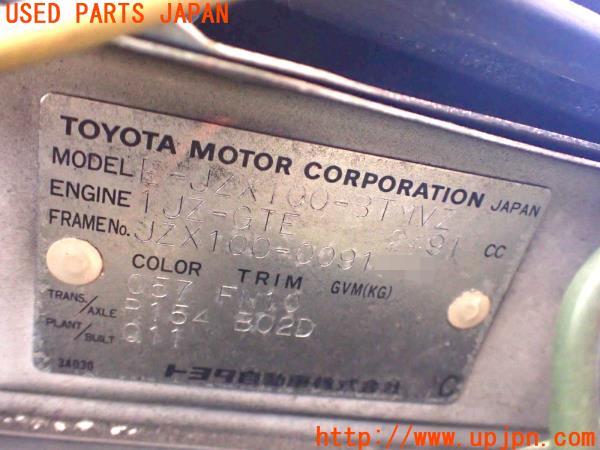 USED PARTS JAPAN
TOYOTA MOTOR CORPORATION JAPAN
MODEL E-JZX100-BTMVZ
ENGINE 1JZ-GTE 2491 CC
FRAME No. JZX100-0091
COLOR TRIM GVM(KG)
057 FN10
TRANS/AXLE R154 B02D
PLANT/BUILT Q11
2A030 トヨタ自動車株式会社 C
http://www.upjpn.com